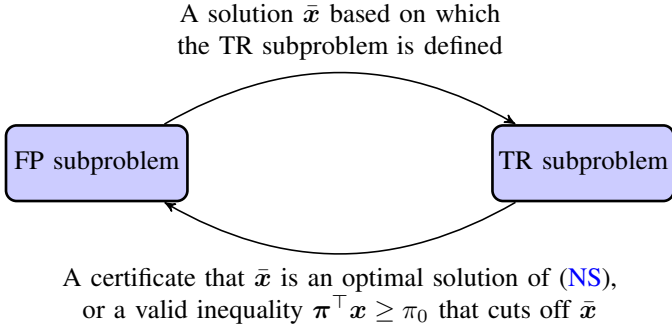 A solution x̄ based on which
the TR subproblem is defined
FP subproblem
TR subproblem
A certificate that x̄ is an optimal solution of (NS),
or a valid inequality π⊤x ≥ π₀ that cuts off x̄